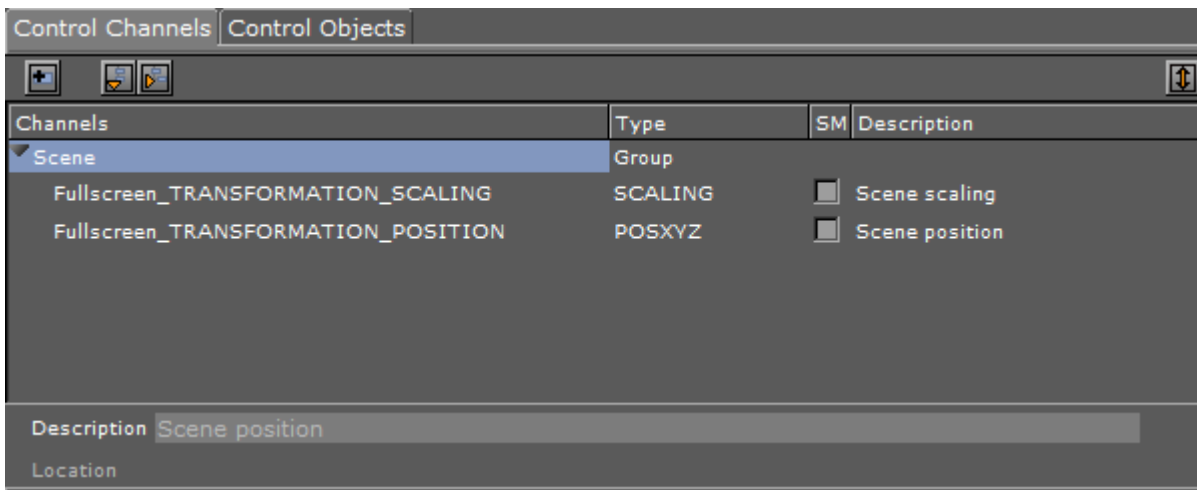 Control Channels Control Objects
Channels Type SM Description
Scene Group
Fullscreen_TRANSFORMATION_SCALING SCALING Scene scaling
Fullscreen_TRANSFORMATION_POSITION POSXYZ Scene position
Description Scene position
Location